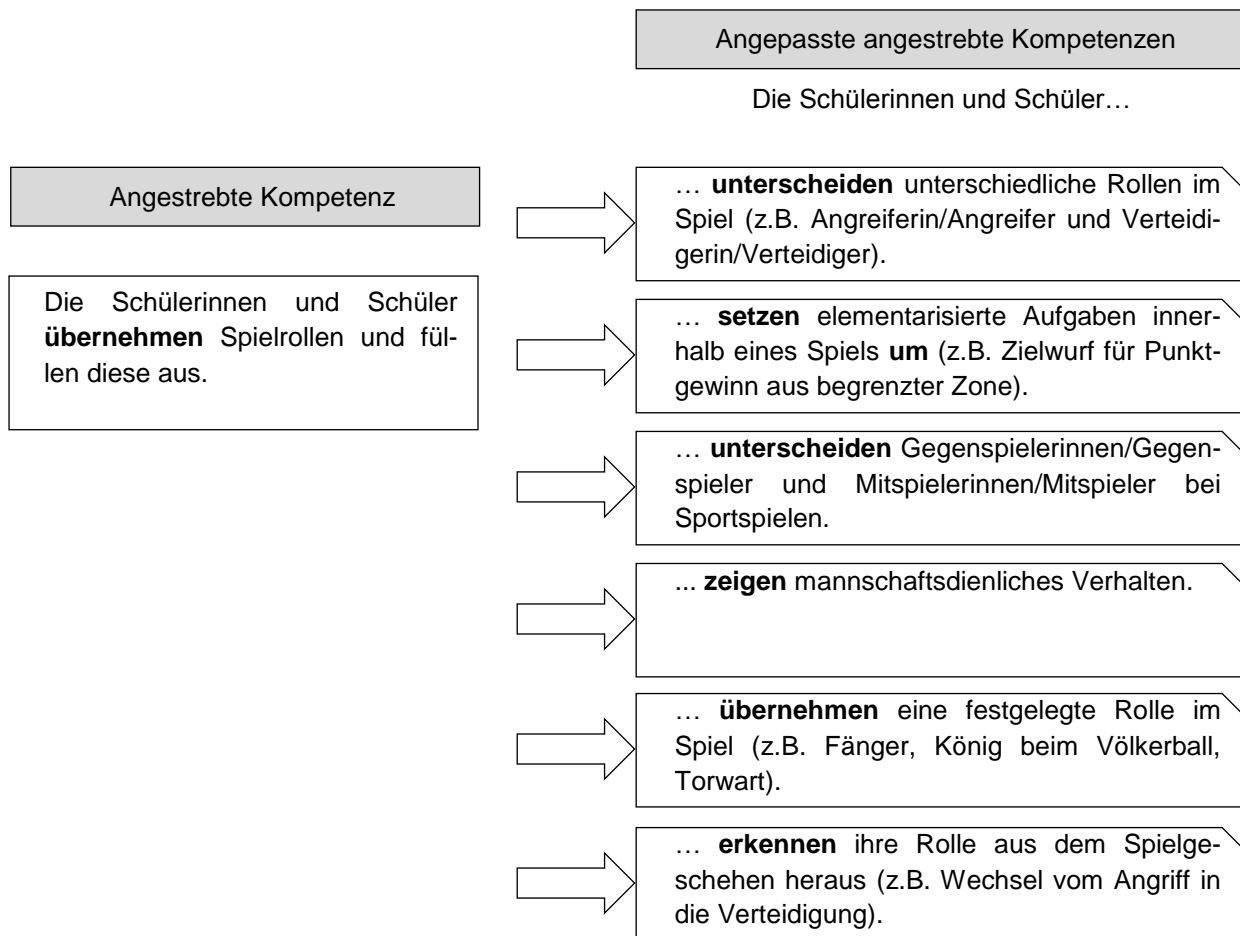 Angepasste angestrebte Kompetenzen
Die Schülerinnen und Schüler…
Angestrebte Kompetenz
Die Schülerinnen und Schüler
übernehmen Spielrollen und fül-
len diese aus.
… unterscheiden unterschiedliche Rollen im
Spiel (z.B. Angreiferin/Angreifer und Verteidi-
gerin/Verteidiger).
… setzen elementarisierte Aufgaben inner-
halb eines Spiels um (z.B. Zielwurf für Punkt-
gewinn aus begrenzter Zone).
… unterscheiden Gegenspielerinnen/Gegen-
spieler und Mitspielerinnen/Mitspieler bei
Sportspielen.
... zeigen mannschaftsdienliches Verhalten.
… übernehmen eine festgelegte Rolle im
Spiel (z.B. Fänger, König beim Völkerball,
Torwart).
… erkennen ihre Rolle aus dem Spielge-
schehen heraus (z.B. Wechsel vom Angriff in
die Verteidigung).